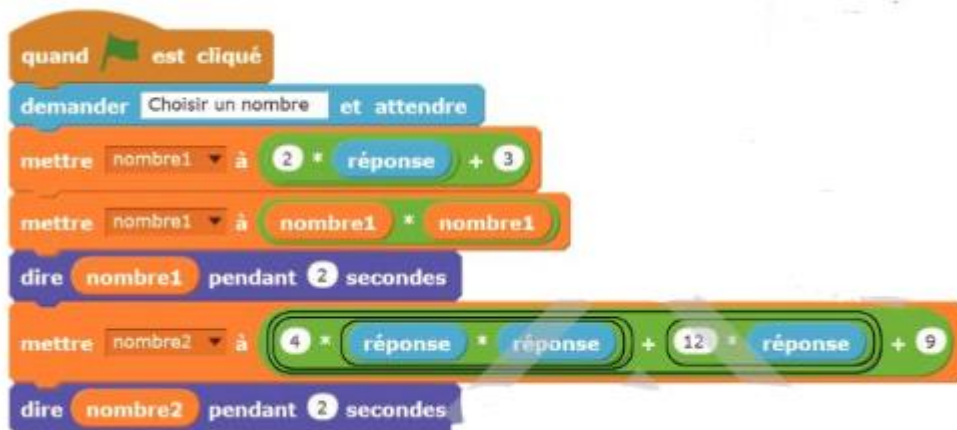 quand est cliqué
demander Choisir un nombre et attendre
mettre nombre1 à 2 * réponse + 3
mettre nombre1 à nombre1 * nombre1
dire nombre1 pendant 2 secondes
mettre nombre2 à 4 * réponse * réponse + 12 * réponse + 9
dire nombre2 pendant 2 secondes